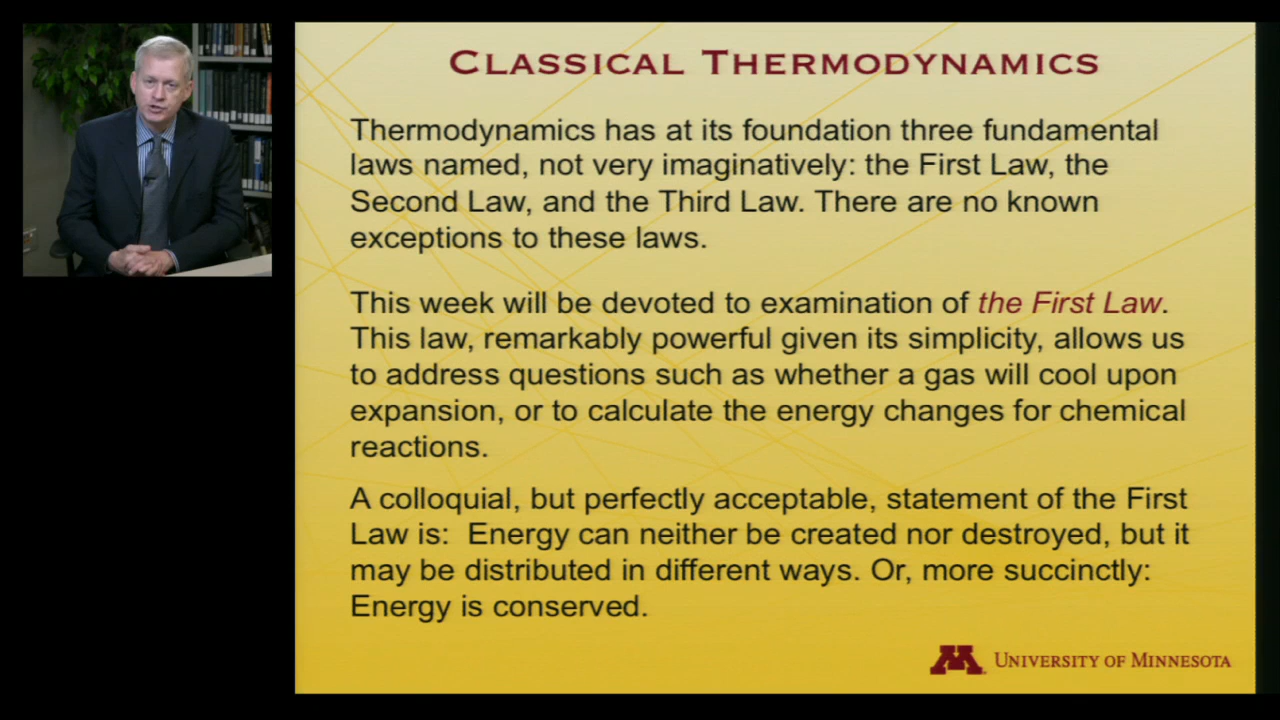 CLASSICAL THERMODYNAMICS
Thermodynamics has at its foundation three fundamental
laws named, not very imaginatively: the First Law, the
Second Law, and the Third Law. There are no known
exceptions to these laws.
This week will be devoted to examination of the First Law.
This law, remarkably powerful given its simplicity, allows us
to address questions such as whether a gas will cool upon
expansion, or to calculate the energy changes for chemical
reactions.
A colloquial, but perfectly acceptable, statement of the First
Law is: Energy can neither be created nor destroyed, but it
may be distributed in different ways. Or, more succinctly:
Energy is conserved.
M UNIVERSITY OF MINNESOTA